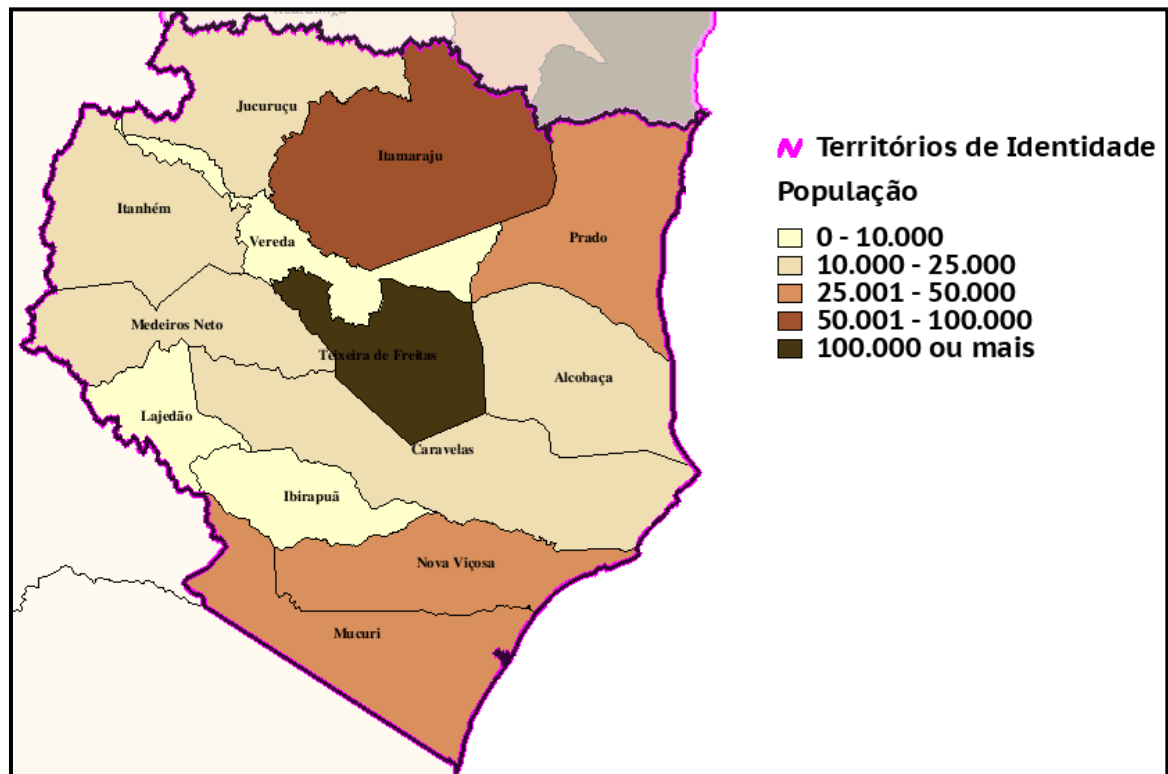 Jucuruçu
Itamaraju
Itanhém
Prado
Vereda
Medeiros Neto
Teixeira de Freitas
Alcobaça
Lajedão
Caravelas
Ibirapuã
Nova Viçosa
Mucuri
Territórios de Identidade
População
0 - 10.000
10.000 - 25.000
25.001 - 50.000
50.001 - 100.000
100.000 ou mais